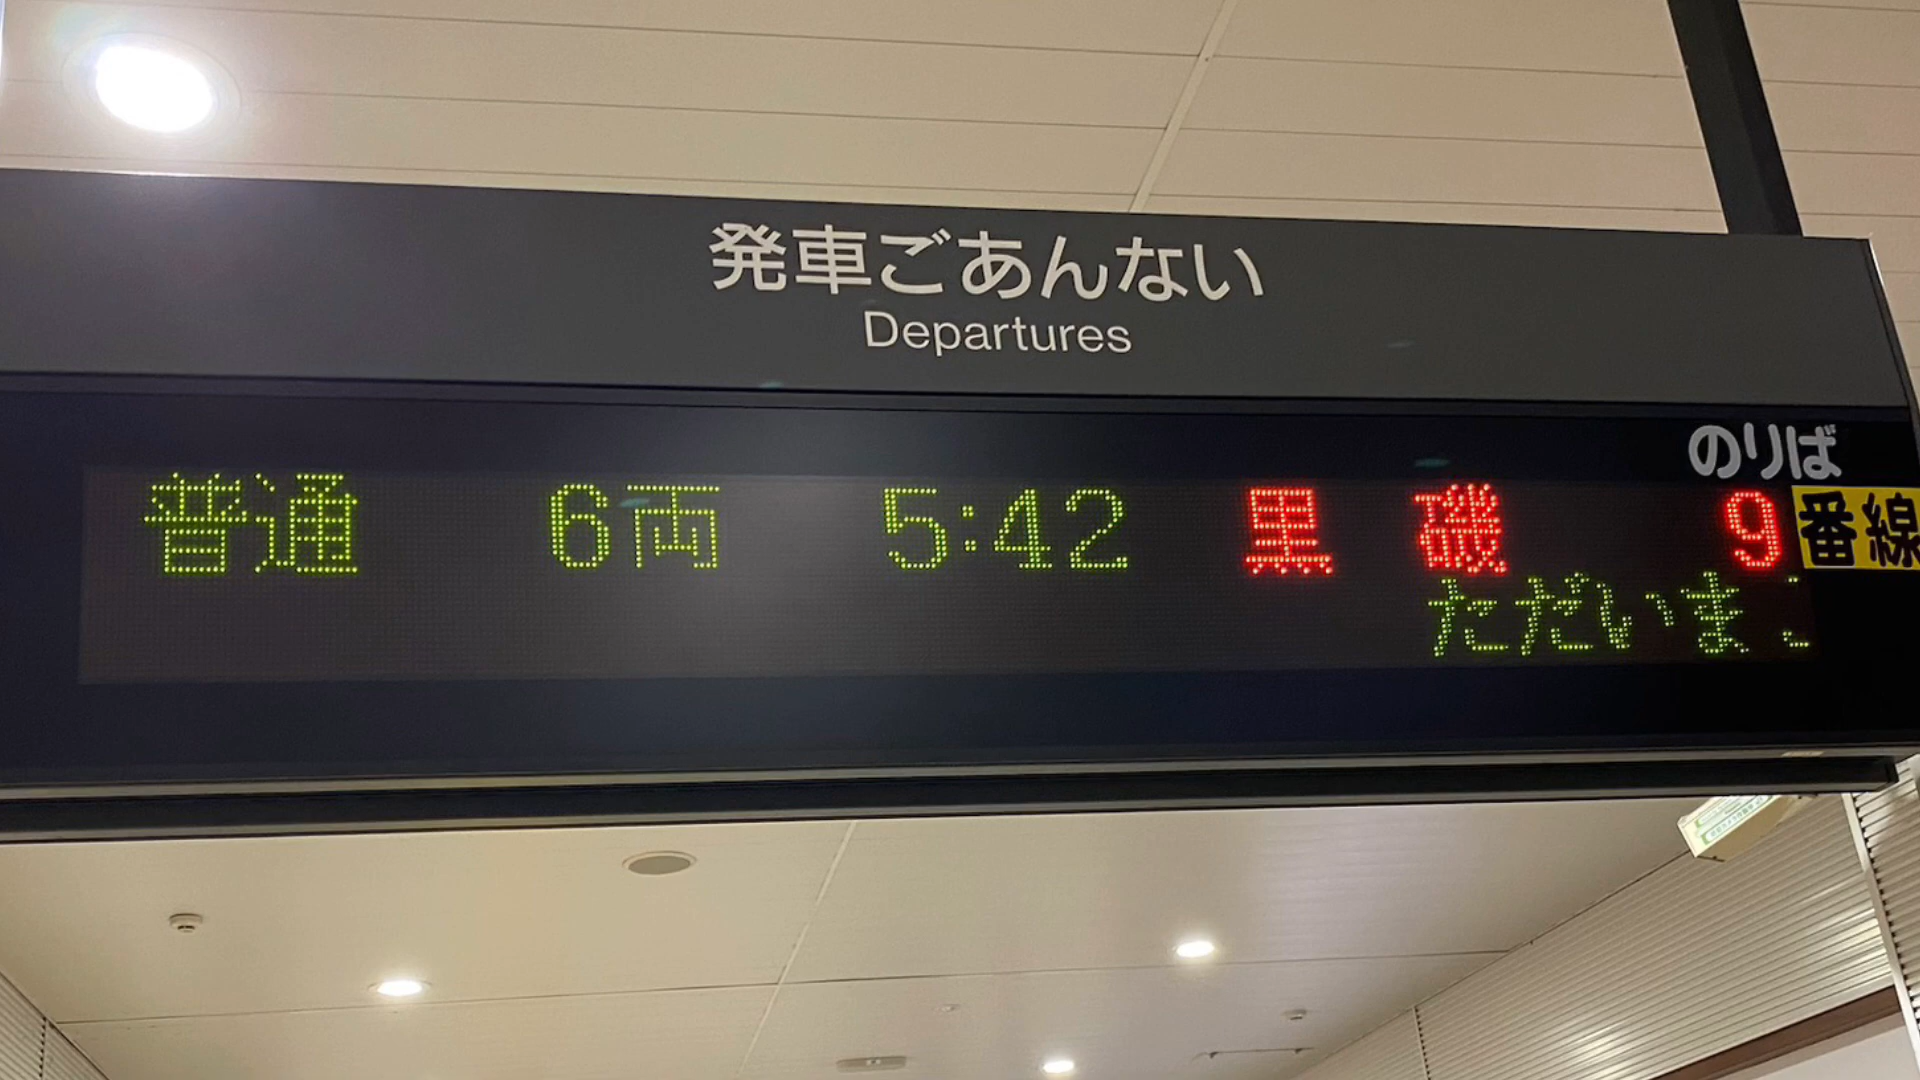 発車ごあんない
Departures
のりば
普通 6両 5:42 黒磯 9番線
ただいま